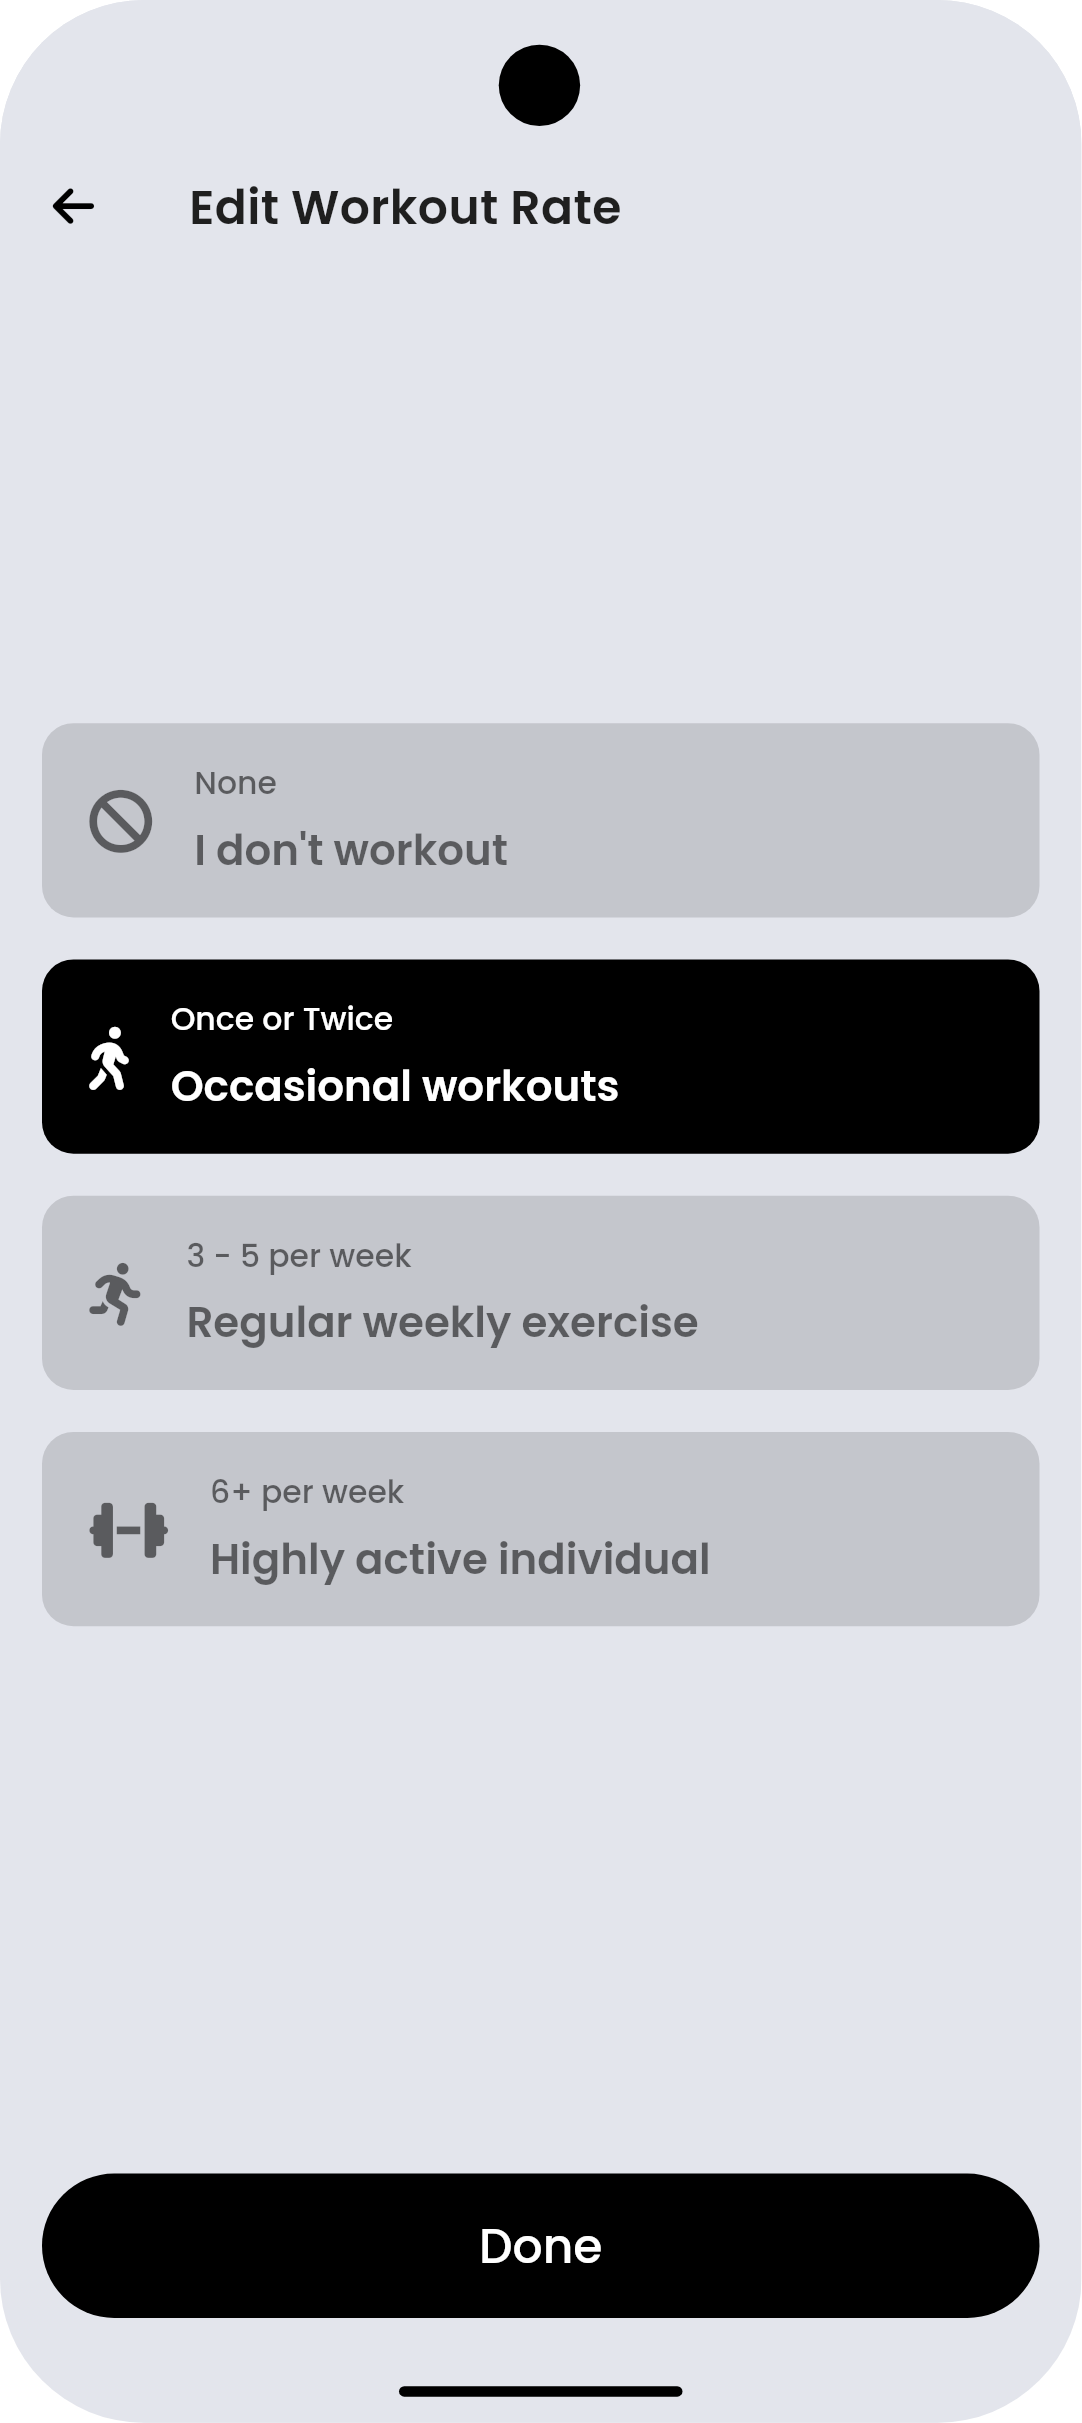 Edit Workout Rate
None
I don't workout
Once or Twice
Occasional workouts
3 - 5 per week
Regular weekly exercise
6+ per week
Highly active individual
Done